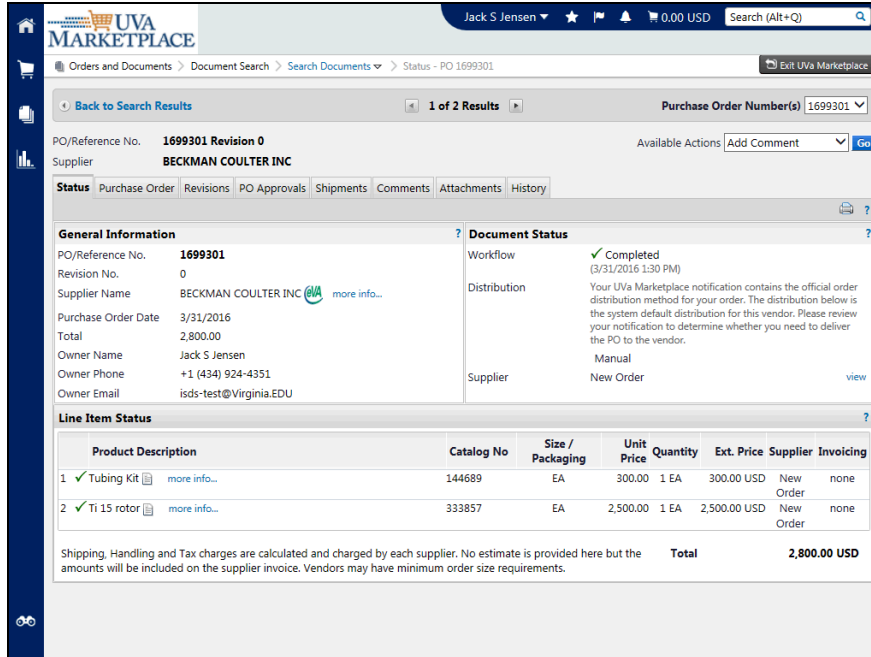 UVA
MARKETPLACE
Jack S Jensen
0.00 USD
Search (Alt+Q)
Orders and Documents > Document Search > Search Documents > Status - PO 1699301
Exit UVa Marketplace
Back to Search Results
1 of 2 Results
Purchase Order Number(s) 1699301
PO/Reference No. 1699301 Revision 0
Available Actions Add Comment Go
Supplier BECKMAN COULTER INC
Status Purchase Order Revisions PO Approvals Shipments Comments Attachments History
?
General Information ?
PO/Reference No. 1699301
Revision No. 0
Supplier Name BECKMAN COULTER INC eVA more info...
Purchase Order Date 3/31/2016
Total 2,800.00
Owner Name Jack S Jensen
Owner Phone +1 (434) 924-4351
Owner Email isds-test@Virginia.EDU
Document Status ?
Workflow Completed
(3/31/2016 1:30 PM)
Distribution Your UVa Marketplace notification contains the official order
distribution method for your order. The distribution below is
the system default distribution for this vendor. Please review
your notification to determine whether you need to deliver
the PO to the vendor.
Manual
Supplier New Order view
Line Item Status ?
Product Description Catalog No Size / Packaging Unit Price Quantity Ext. Price Supplier Invoicing
1 Tubing Kit more info... 144689 EA 300.00 1 EA 300.00 USD New Order none
2 Ti 15 rotor more info... 333857 EA 2,500.00 1 EA 2,500.00 USD New Order none
Shipping, Handling and Tax charges are calculated and charged by each supplier. No estimate is provided here but the
amounts will be included on the supplier invoice. Vendors may have minimum order size requirements.
Total 2,800.00 USD